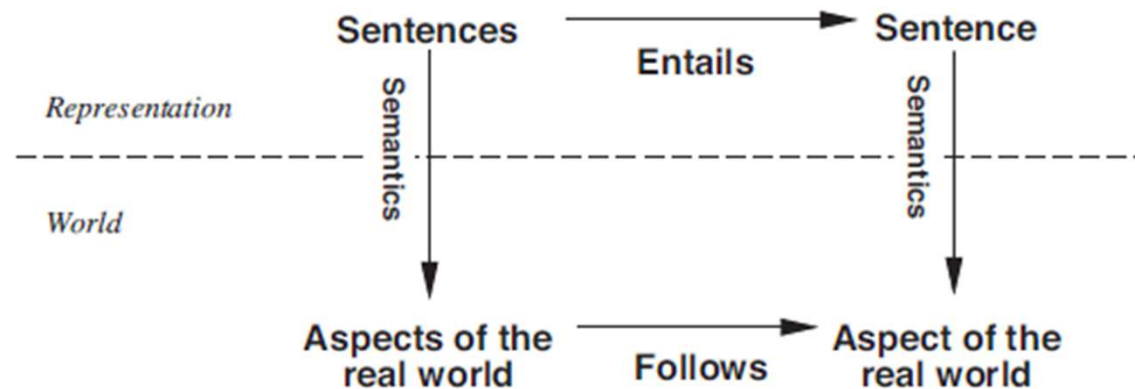 Sentences
Sentence
Entails
Representation
Semantics
Semantics
World
Aspects of the
real world
Follows
Aspect of the
real world